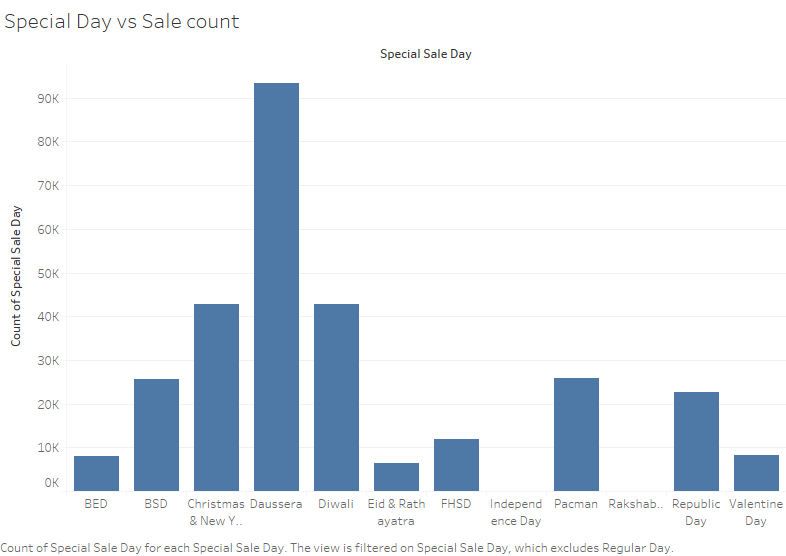 Special Day vs Sale count
Special Sale Day
90K
80K
70K
60K
50K
40K
30K
20K
10K
0K
Count of Special Sale Day
BED
BSD
Christmas
& New Y..
Daussera
Diwali
Eid & Rath
ayatra
FHSD
Independ
ence Day
Pacman
Rakshab..
Republic
Day
Valentine
Day
Count of Special Sale Day for each Special Sale Day. The view is filtered on Special Sale Day, which excludes Regular Day.